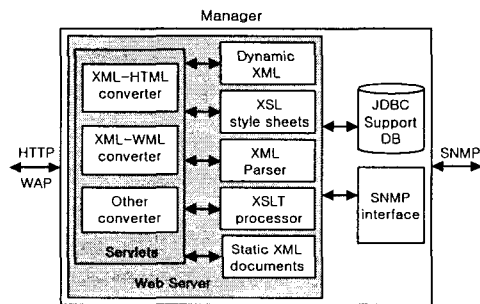 Manager
XML-HTML
converter
XML-WML
converter
Other
converter
Servlets
Web Server
Dynamic
XML
XSL
style sheets
XML
Parser
XSLT
processor
Static XML
documents
JDBC
Support
DB
SNMP
interface
HTTP
WAP
SNMP